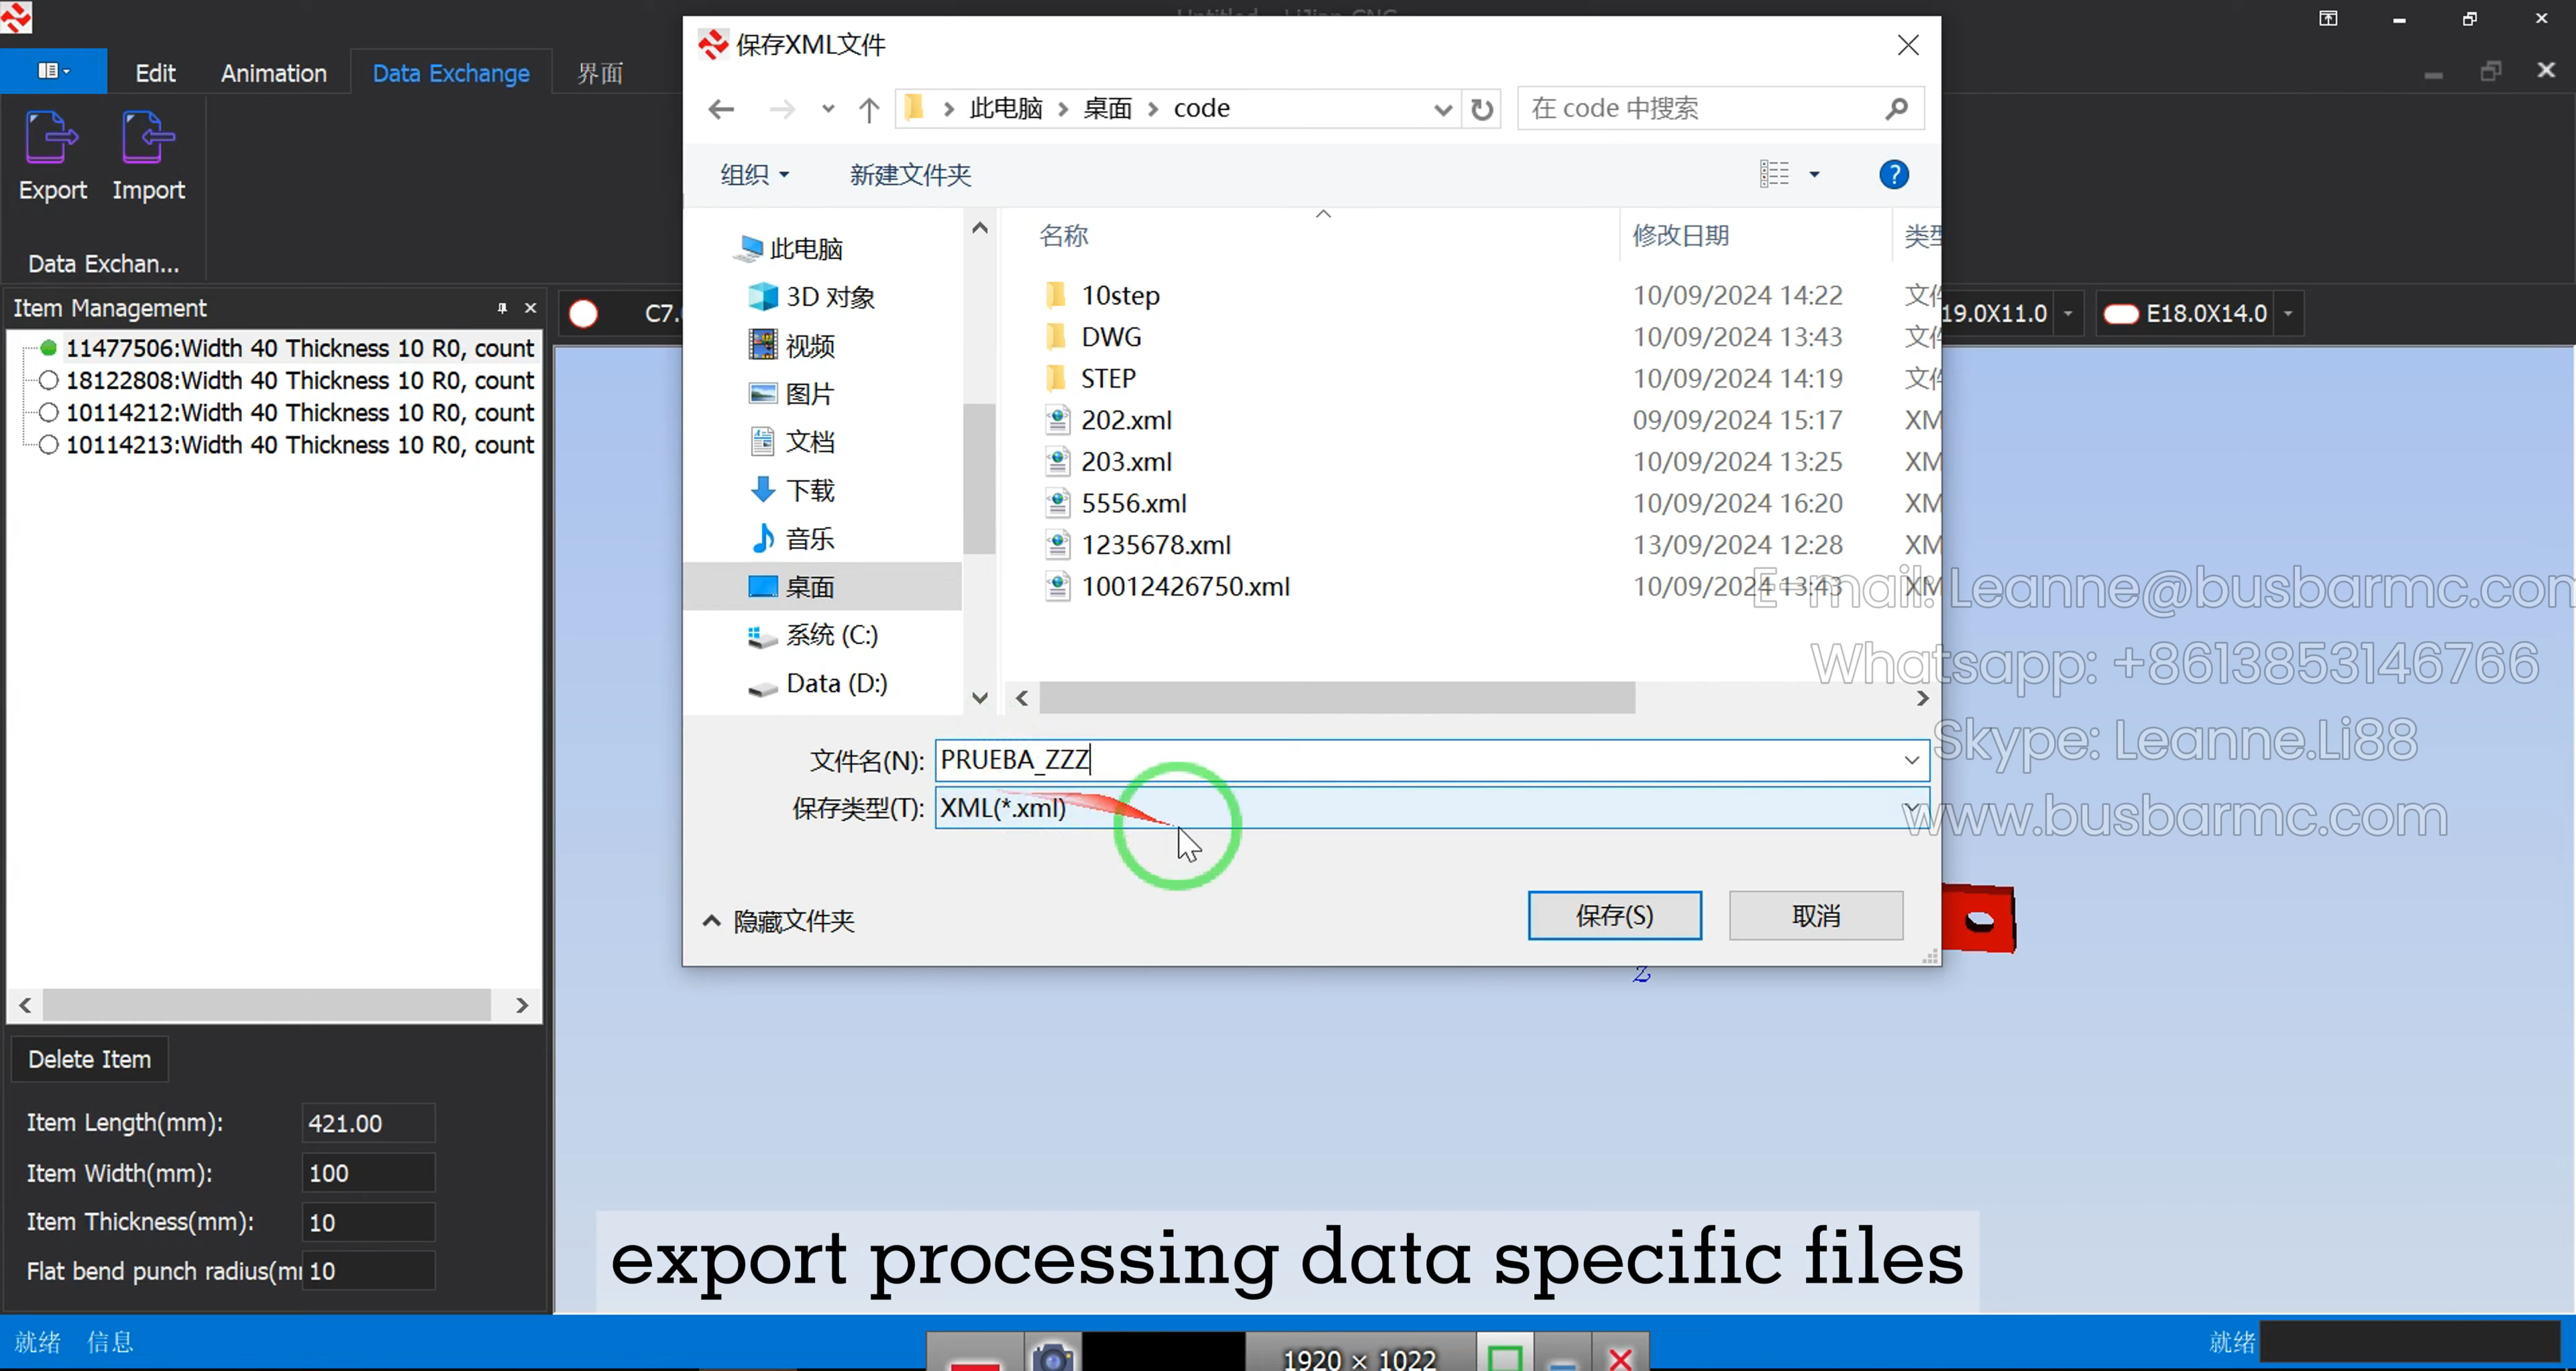 保存XML文件
Edit
Animation
Data Exchange
界面
此电脑 > 桌面 > code
在 code 中搜索
Export
Import
组织
新建文件夹
Data Exchan...
名称
修改日期
Item Management
此电脑
3D 对象
视频
图片
文档
下载
音乐
桌面
系统 (C:)
Data (D:)
10step 10/09/2024 14:22
DWG 10/09/2024 13:43
STEP 10/09/2024 14:19
202.xml 09/09/2024 15:17 XM
203.xml 10/09/2024 13:25 XM
5556.xml 10/09/2024 16:20 XM
1235678.xml 13/09/2024 12:28 XM
10012426750.xml 10/09/2024 13:43 XM
C7.
19.0X11.0
E18.0X14.0
11477506:Width 40 Thickness 10 R0, count
18122808:Width 40 Thickness 10 R0, count
10114212:Width 40 Thickness 10 R0, count
10114213:Width 40 Thickness 10 R0, count
E-mail: Leanne@busbarmc.com
Whatsapp: +8613853146766
Skype: Leanne.Li88
www.busbarmc.com
文件名(N): PRUEBA_ZZZ
保存类型(T): XML(*.xml)
隐藏文件夹
保存(S)
取消
z
Delete Item
Item Length(mm): 421.00
Item Width(mm): 100
Item Thickness(mm): 10
Flat bend punch radius(m 10
export processing data specific files
就绪 信息
就绪
1920 × 1022